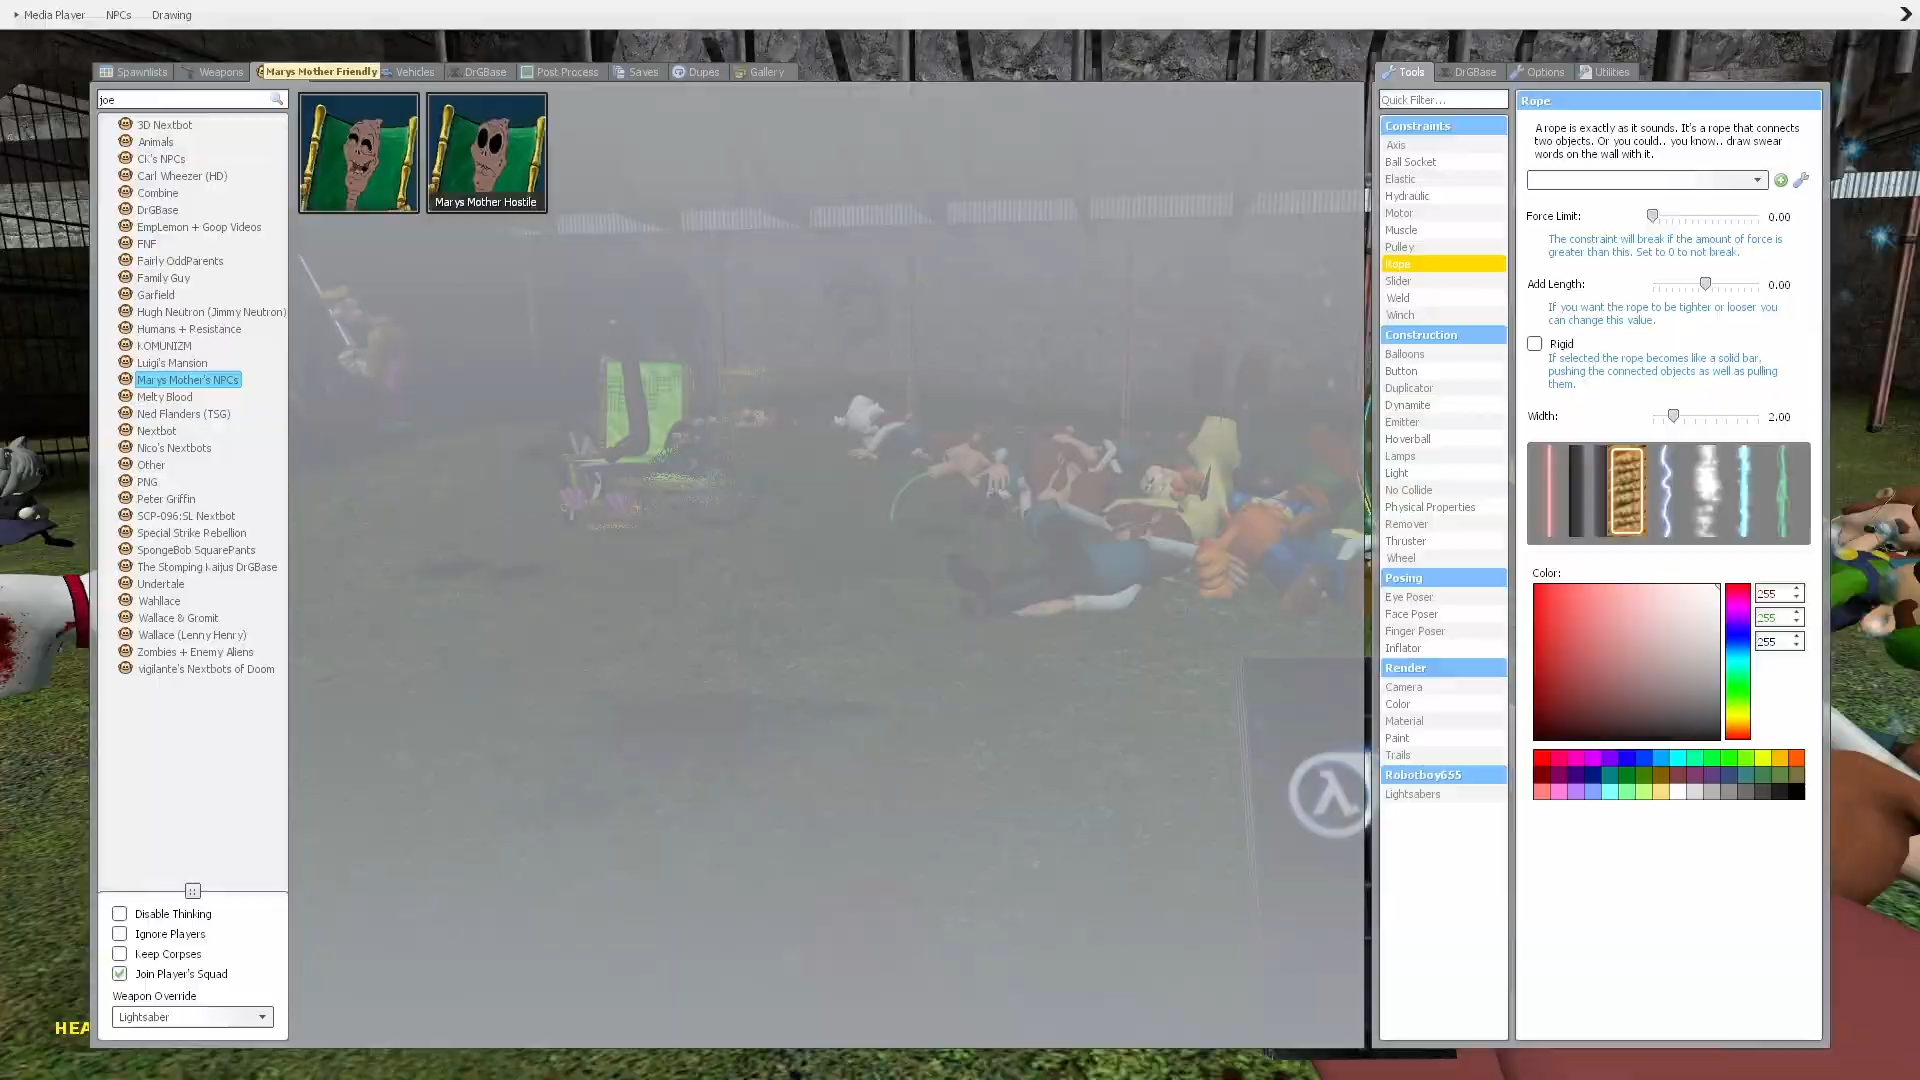 Media Player NPCs Drawing
Spawnlists Weapons Marys Mother Friendly Vehicles DrGBase Post Process Saves Dupes Gallery
joe
3D Nextbot
Animals
CK's NPCs
Carl Wheezer (HD)
Combine
DrGBase
EmpLemon + Goop Videos
FNF
Fairly OddParents
Family Guy
Garfield
Hugh Neutron (Jimmy Neutron)
Humans + Resistance
KOMUNIZM
Luigi's Mansion
Marys Mother's NPCs
Melty Blood
Ned Flanders (TSG)
Nextbot
Nico's Nextbots
Other
PNG
Peter Griffin
SCP-096:SL Nextbot
Special Strike Rebellion
SpongeBob SquarePants
The Stomping Kaijus DrGBase
Undertale
Wahllace
Wallace & Gromit
Wallace (Lenny Henry)
Zombies + Enemy Aliens
vigilante's Nextbots of Doom
Disable Thinking
Ignore Players
Keep Corpses
Join Player's Squad
Weapon Override
Lightsaber
HEA
Marys Mother Hostile
Tools DrGBase Options Utilities
Quick Filter...
Constraints
Axis
Ball Socket
Elastic
Hydraulic
Motor
Muscle
Pulley
Rope
Slider
Weld
Winch
Construction
Balloons
Button
Duplicator
Dynamite
Emitter
Hoverball
Lamps
Light
No Collide
Physical Properties
Remover
Thruster
Wheel
Posing
Eye Poser
Face Poser
Finger Poser
Inflator
Render
Camera
Color
Material
Paint
Trails
Robotboy655
Lightsabers
Rope
A rope is exactly as it sounds. It's a rope that connects
two objects. Or you could.. you know.. draw swear
words on the wall with it.
Force Limit: 0.00
The constraint will break if the amount of force is
greater than this. Set to 0 to not break.
Add Length: 0.00
If you want the rope to be tighter or looser you
can change this value.
Rigid
If selected the rope becomes like a solid bar,
pushing the connected objects as well as pulling
them.
Width: 2.00
Color:
255
255
255